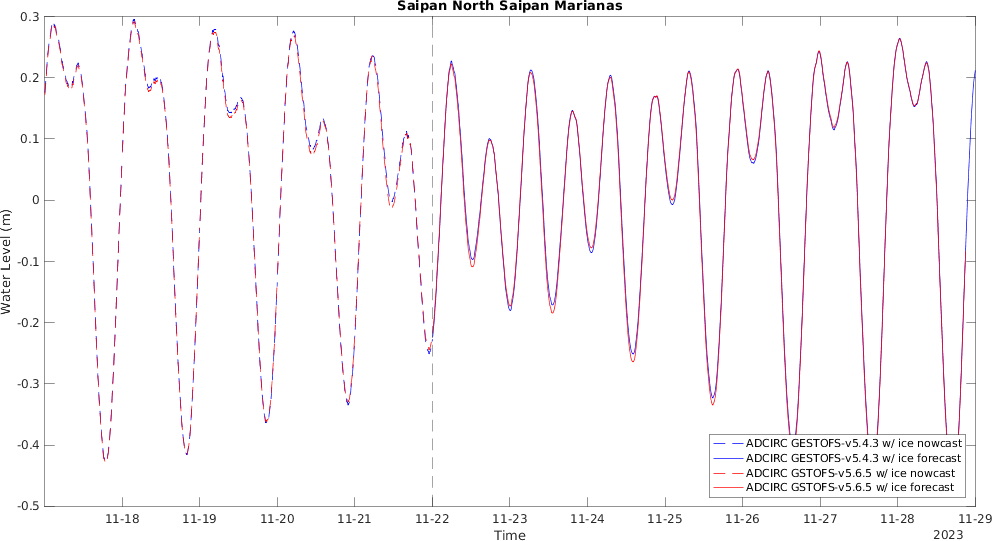 Saipan North Saipan Marianas
0.3
0.2
0.1
0
-0.1
-0.2
-0.3
-0.4
-0.5
Water Level (m)
ADCIRC GESTOFS-v5.4.3 w/ ice nowcast
ADCIRC GESTOFS-v5.4.3 w/ ice forecast
ADCIRC GSTOFS-v5.6.5 w/ ice nowcast
ADCIRC GSTOFS-v5.6.5 w/ ice forecast
11-18 11-19 11-20 11-21 11-22 11-23 11-24 11-25 11-26 11-27 11-28 11-29
Time
2023